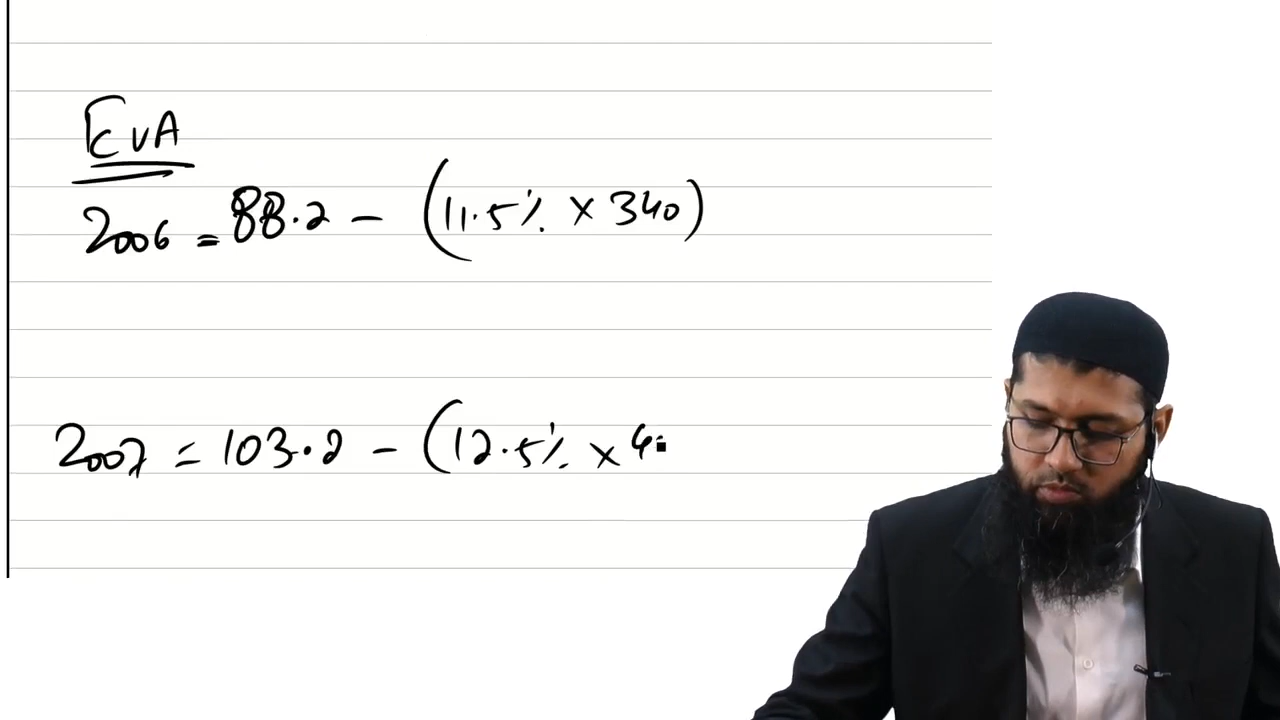 EVA
2006 = 88.2 - (11.5% × 340)
2007 = 103.2 - (12.5% × 4